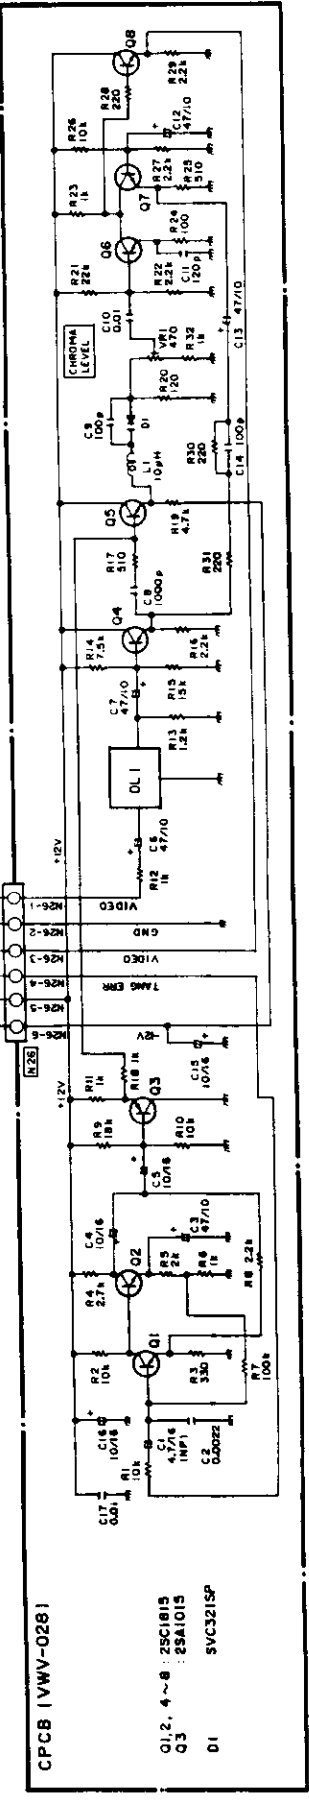 CPCB (VWV-028)
Q1,2, 4~8 : 2SC1815
Q3 : 2SA1015
D1 SVC321SP
C17
0.01
C16
10/16
R1
10k
C1
4.7/16
(NP)
C2
0.0022
R2
10k
Q1
R3
330
R7
100k
R4
2.7k
Q2
R5
2k
R6
1k
C4
10/16
C3
47/10
R8 2.2k
C5
10/16
R9
18k
R10
10k
Q3
R11
1k
R18 1k
+12V
C15
10/16
N26
N26-6
N26-5
N26-4
N26-3
N26-2
N26-1
TANG ERR
VIDEO
GND
VIDEO
+12V
R12
1k
C6
47/10
DL1
R13
1.2k
C7
47/10
R14
7.5k
R15
15k
Q4
R16
2.2k
C8
1000p
R17
510
Q5
R19
4.7k
R31
220
L1
10μH
D1
C9
100p
R20
120
R30
220
C14
100p
CHROMA
LEVEL
VR1
470
R32
1k
C10
0.01
C13 47/10
R21
22k
R22
2.2k
Q6
C11
120p
R24
100
R23
1k
Q7
R25
510
R27
2.2k
R26
10k
C12
47/10
R28
220
Q8
R29
2.2k